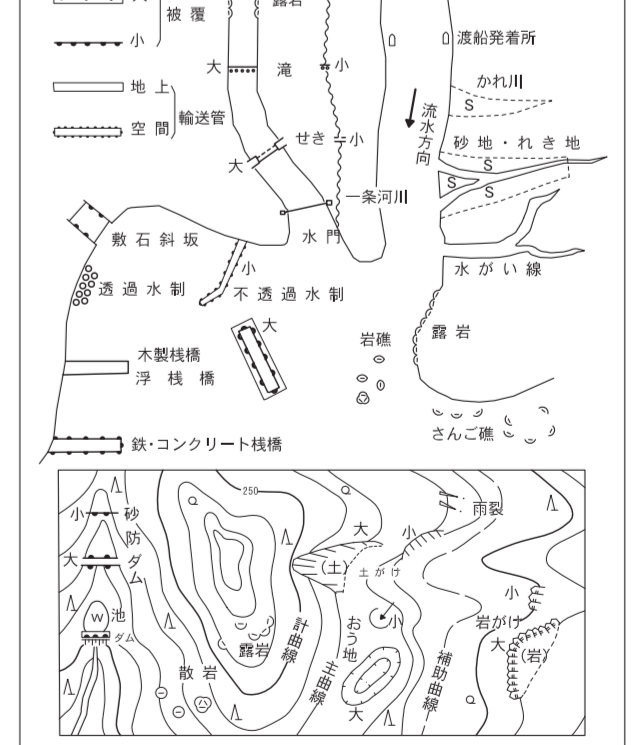 被覆
小
地上
空間
輸送管
露岩
大
滝
小
せき
小
大
一条河川
水門
渡船発着所
かれ川
S
流水方向
砂地・れき地
S
S
S
水がい線
敷石斜坂
透過水制
小
不透過水制
大
木製桟橋
浮桟橋
鉄・コンクリート桟橋
岩礁
露岩
さんご礁
250
小
砂防ダム
大
W
池
ダム
散岩
露岩
計曲線
主曲線
大
(土)
土がけ
小
おう地
小
大
補助曲線
雨裂
小
岩がけ
大
(岩)